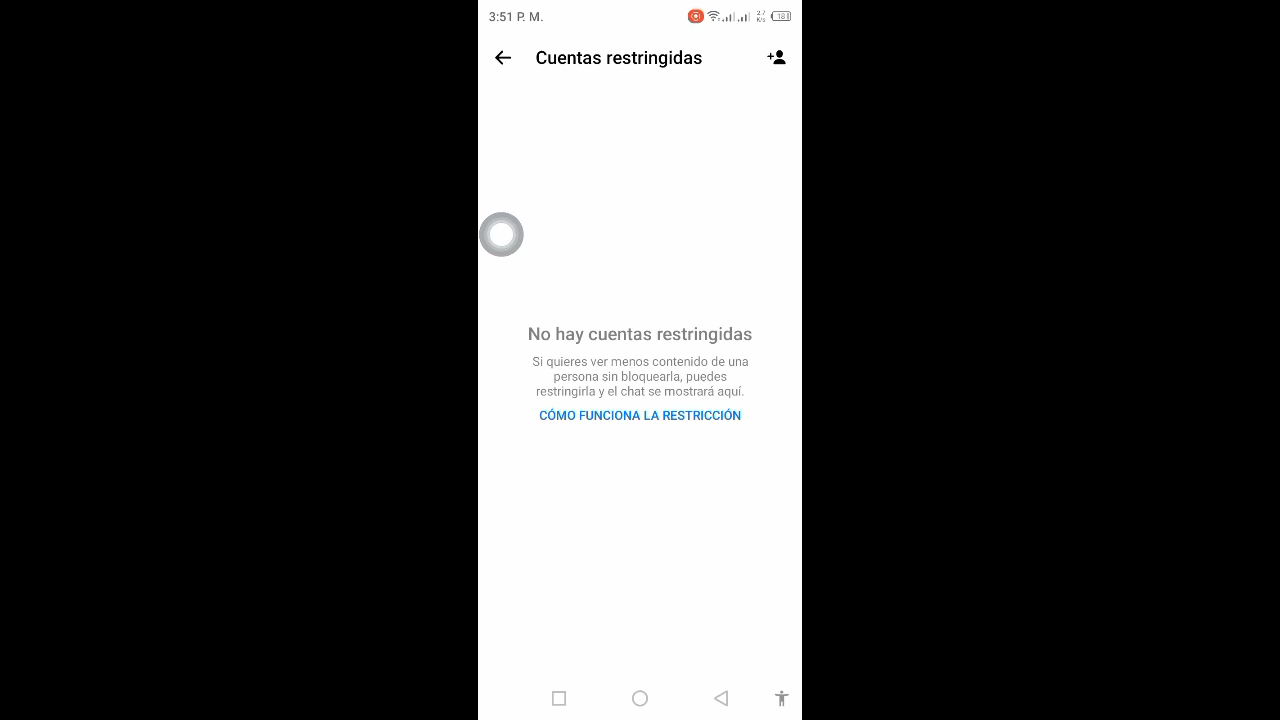 3:51 P. M.
Cuentas restringidas
No hay cuentas restringidas
Si quieres ver menos contenido de una
persona sin bloquearla, puedes
restringirla y el chat se mostrará aquí.
CÓMO FUNCIONA LA RESTRICCIÓN